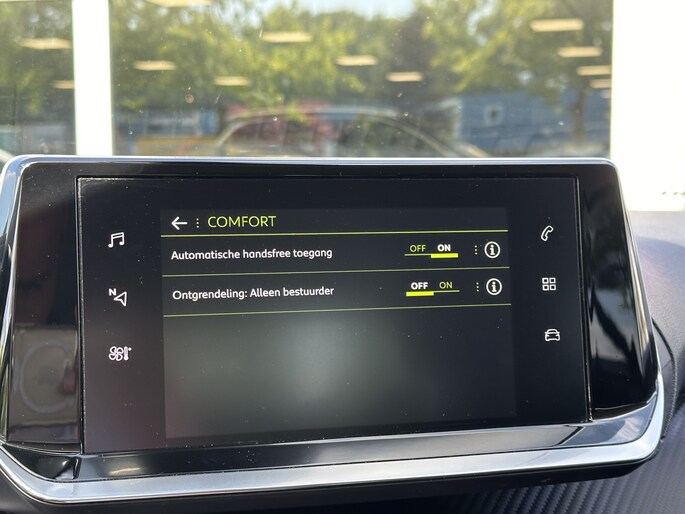 COMFORT
Automatische handsfree toegang OFF ON
Ontgrendeling: Alleen bestuurder OFF ON
N